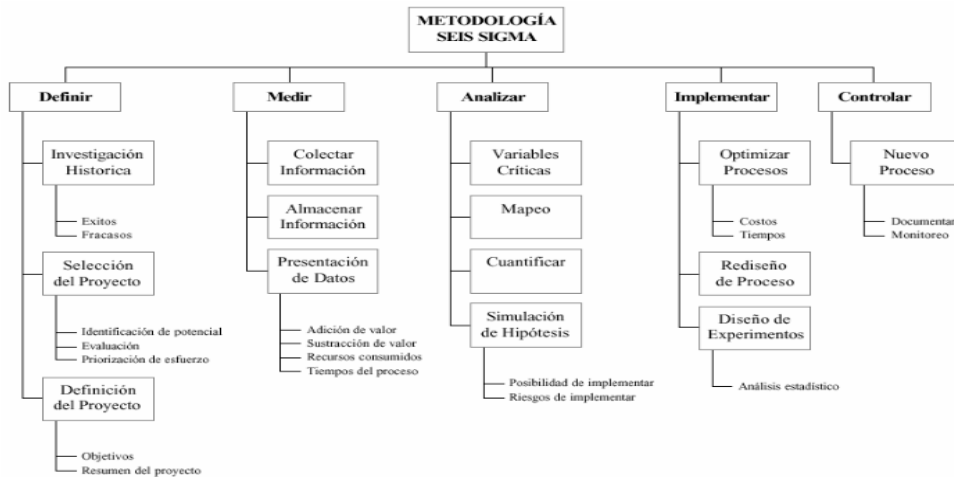 METODOLOGÍA
SEIS SIGMA
Definir
Medir
Analizar
Implementar
Controlar
Investigación
Historica
Exitos
Fracasos
Selección
del Proyecto
Identificación de potencial
Evaluación
Priorización de esfuerzo
Definición
del Proyecto
Objetivos
Resumen del proyecto
Colectar
Información
Almacenar
Información
Presentación
de Datos
Adición de valor
Sustracción de valor
Recursos consumidos
Tiempos del proceso
Variables
Críticas
Mapeo
Cuantificar
Simulación
de Hipótesis
Posibilidad de implementar
Riesgos de implementar
Optimizar
Procesos
Costos
Tiempos
Rediseño
de Proceso
Diseño de
Experimentos
Análisis estadístico
Nuevo
Proceso
Documentar
Monitoreo